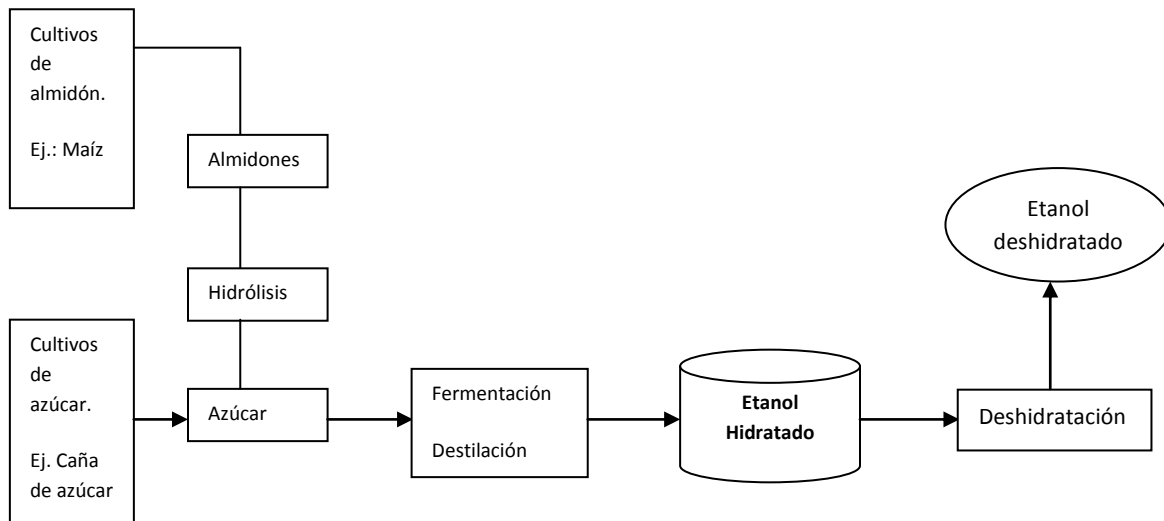 Cultivos
de
almidón.
Ej.: Maíz
Almidones
Hidrólisis
Cultivos
de
azúcar.
Ej. Caña
de azúcar
Azúcar
Fermentación
Destilación
Etanol
Hidratado
Deshidratación
Etanol
deshidratado